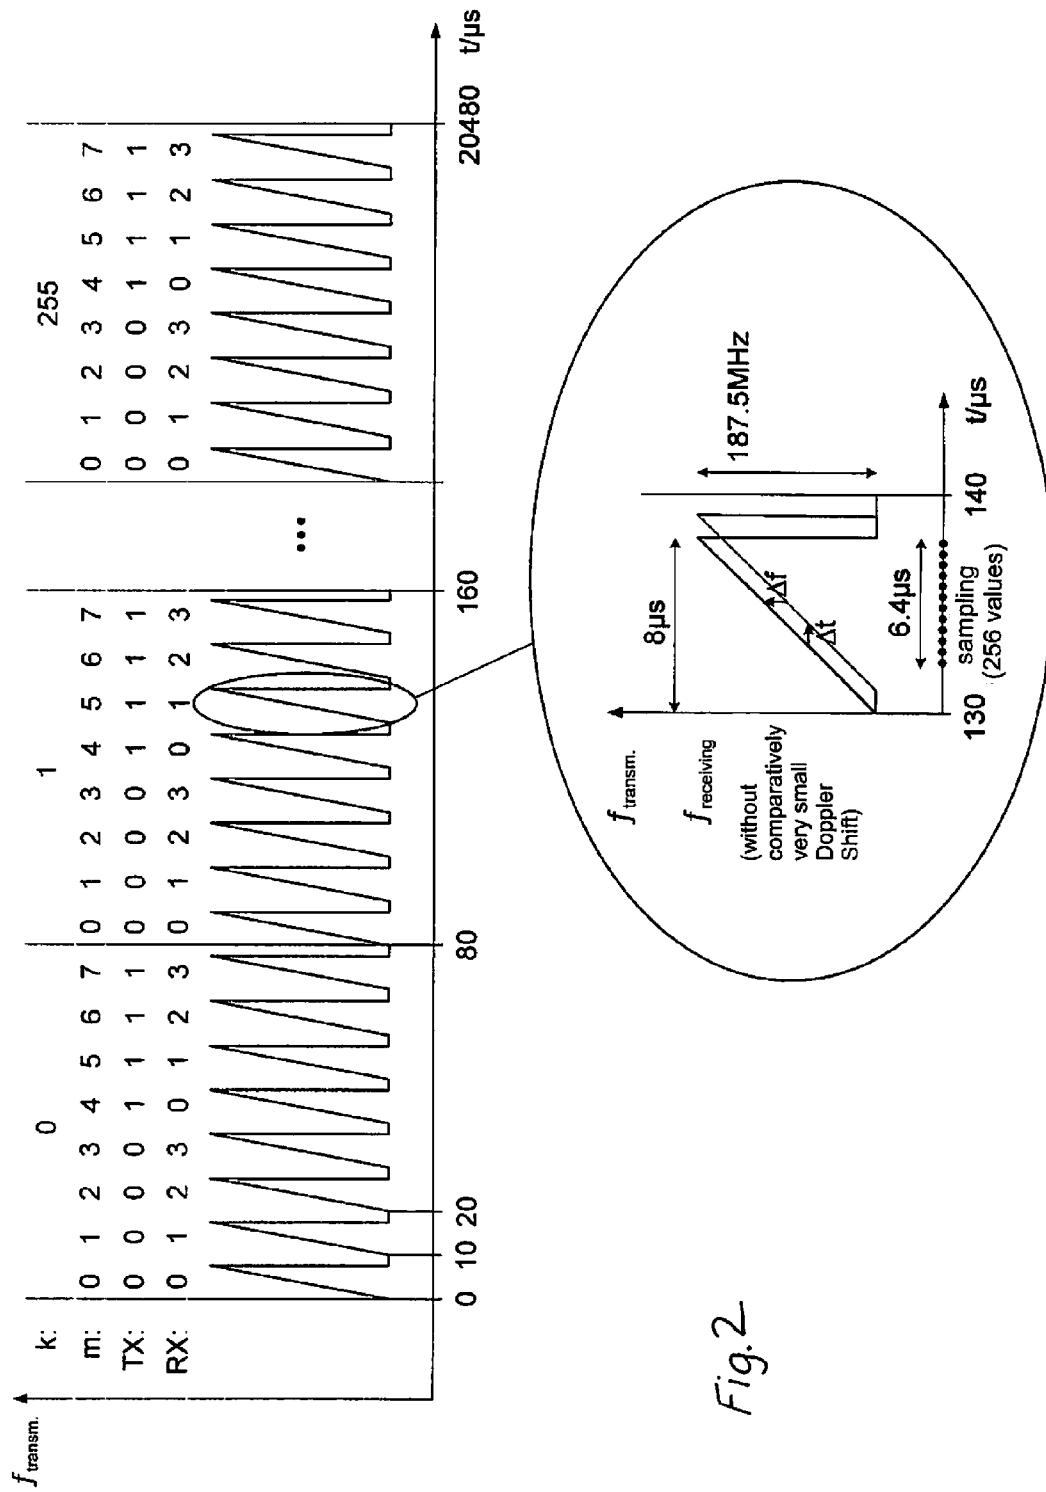 f transm.
k: 0 1 255
m: 0 1 2 3 4 5 6 7 0 1 2 3 4 5 6 7 0 1 2 3 4 5 6 7
TX: 0 0 0 0 1 1 1 1 0 0 0 0 1 1 1 1 0 0 0 0 1 1 1 1
RX: 0 1 2 3 0 1 2 3 0 1 2 3 0 1 2 3 0 1 2 3 0 1 2 3
...
0 10 20 80 160 20480 t/µs
f transm.
f receiving
(without
comparatively
very small
Doppler
Shift)
8µs
187.5MHz
Δf
Δt
6.4µs
130 140 t/µs
sampling
(256 values)
Fig.2